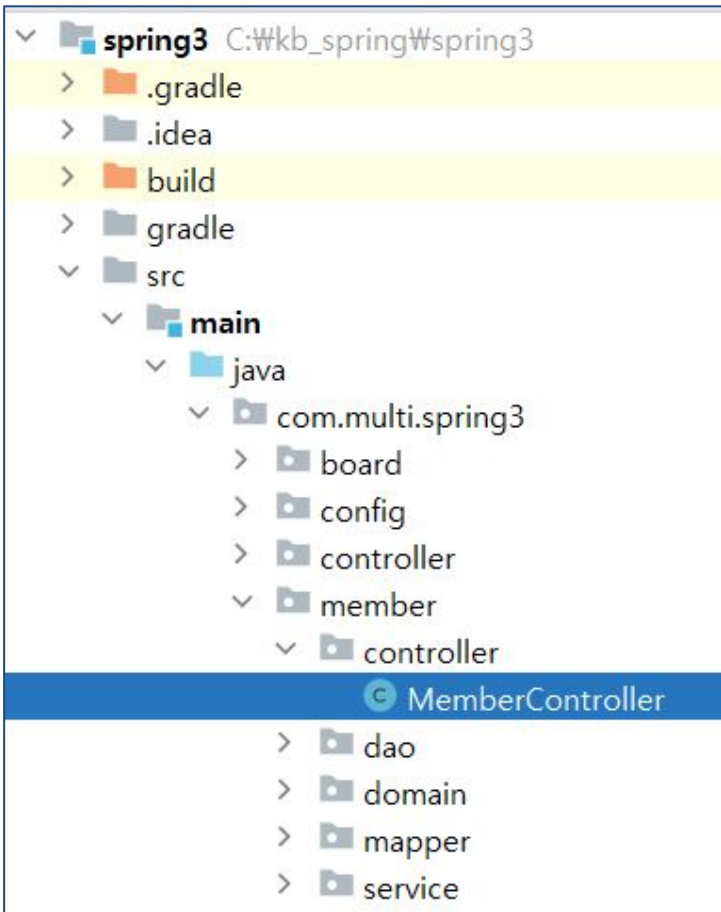 spring3 C:₩kb_spring₩spring3
.gradle
.idea
build
gradle
src
main
java
com.multi.spring3
board
config
controller
member
controller
C MemberController
dao
domain
mapper
service